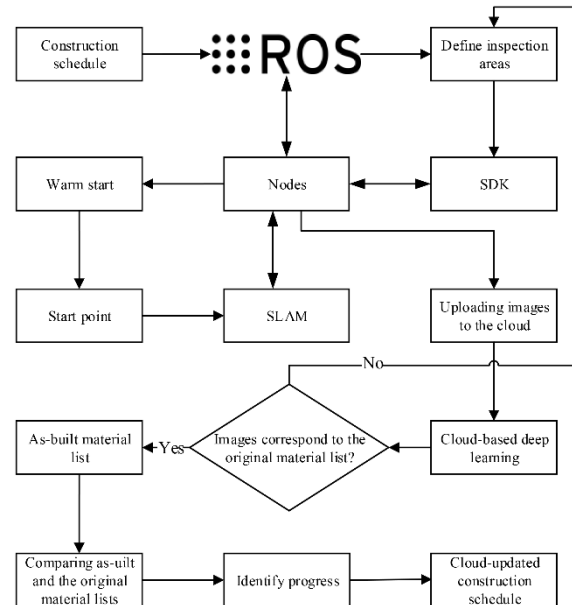 Construction
schedule
ROS
Define inspection
areas
Warm start
Nodes
SDK
Start point
SLAM
Uploading images
to the cloud
No
As-built material
list
Yes
Images correspond to the
original material list?
Cloud-based deep
learning
Comparing as-uilt
and the original
material lists
Identify progress
Cloud-updated
construction
schedule